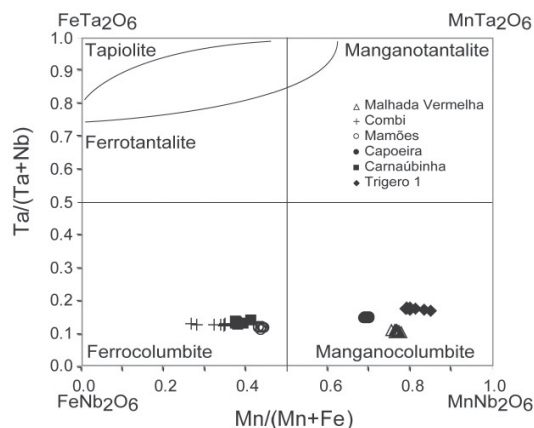 FeTa2O6
MnTa2O6
1.0
Tapiolite
Manganotantalite
0.9
0.8
Malhada Vermelha
Combi
0.7
Ferrotantalite
Mamões
Capoeira
0.6
Carnaúbinha
Trigero 1
0.5
Ta/(Ta+Nb)
0.4
0.3
0.2
0.1
Ferrocolumbite
Manganocolumbite
0.0
0.0
0.2
0.4
0.6
0.8
1.0
FeNb2O6
MnNb2O6
Mn/(Mn+Fe)